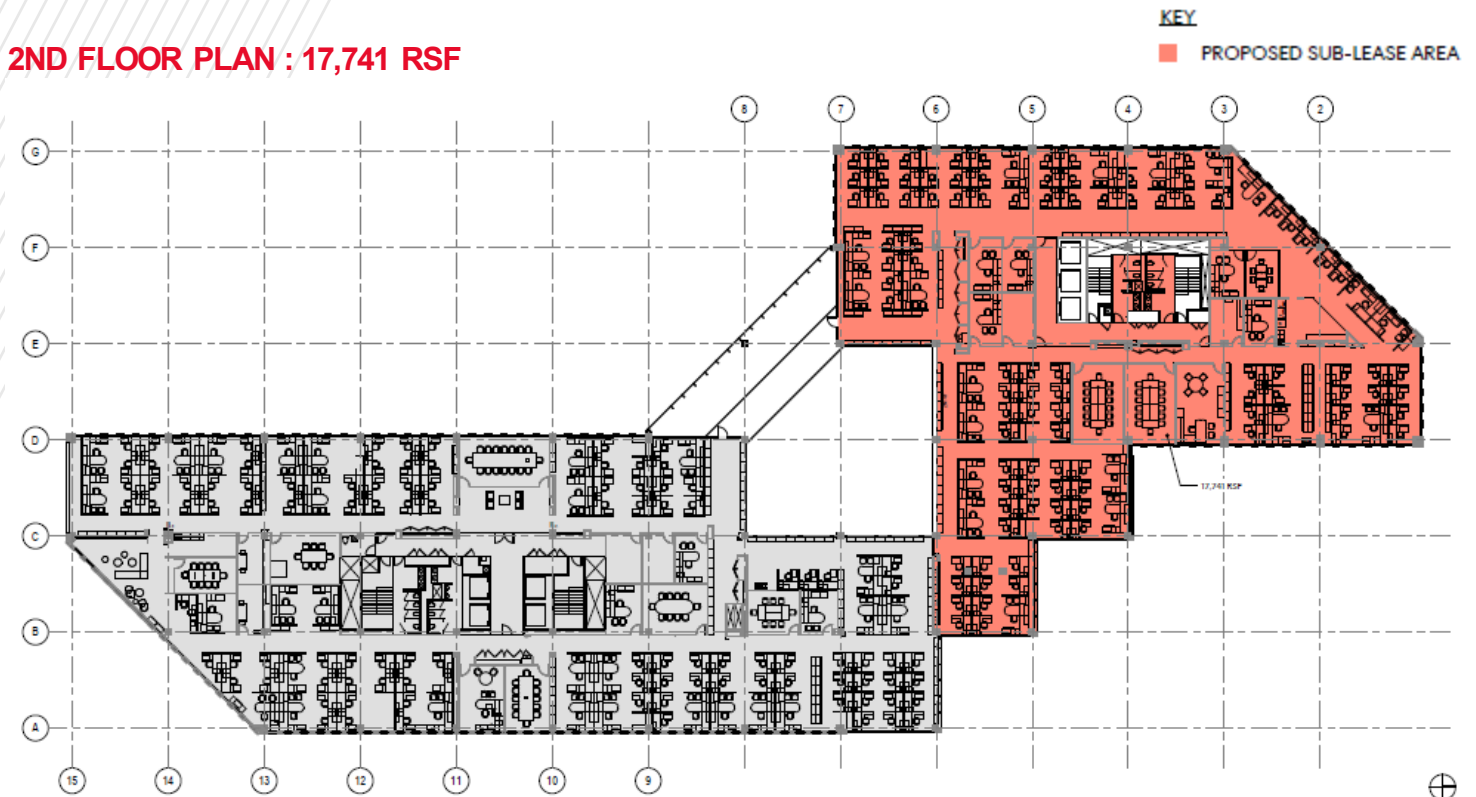 KEY
2ND FLOOR PLAN : 17,741 RSF
PROPOSED SUB-LEASE AREA
8 7 6 5 4 3 2
G
F
E
D
17,741 RSF
C
B
A
15 14 13 12 11 10 9